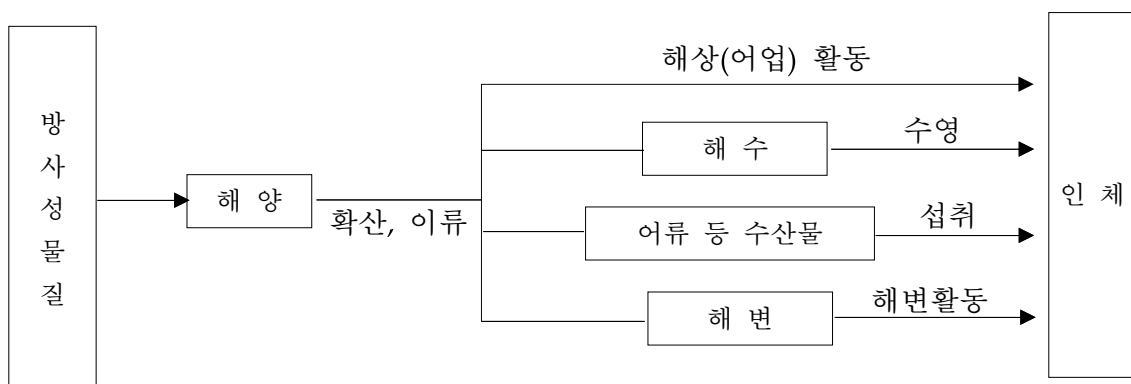 방사성물질
해 양
확산, 이류
해상(어업) 활동
해 수
수영
어류 등 수산물
섭취
해 변
해변활동
인 체